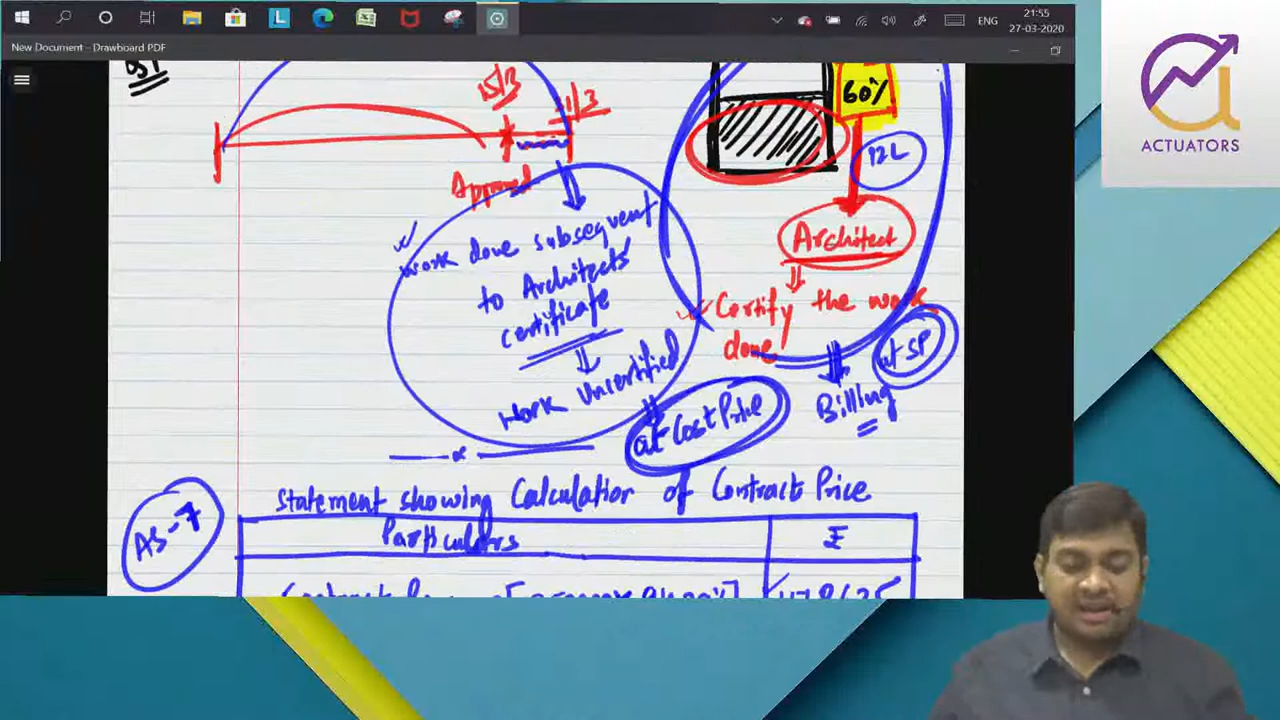 21:55
ENG
27-03-2020
New Document - Drawboard PDF
ACTUATORS
15/3
31/3
60%
12L
Approved
Architect
Certify the work
done
at SP
Billing
work done subsequent
to Architects
certificate
work Uncertified
at Cost Price
AS-7
Statement showing Calculation of Contract Price
Particulars ₹